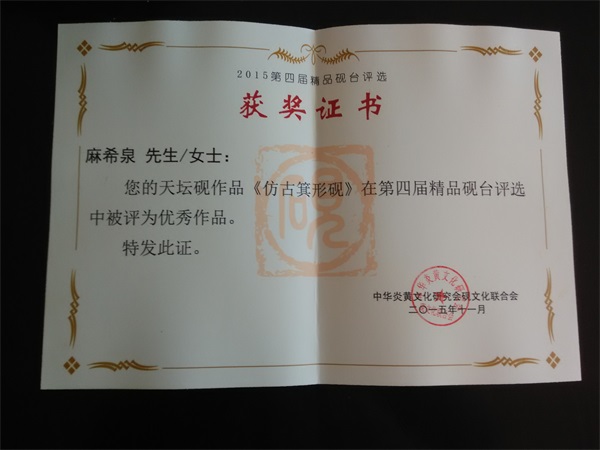 2015第四届精品砚台评选
获奖证书
麻希泉 先生/女士：
您的天坛砚作品《仿古箕形砚》在第四届精品砚台评选
中被评为优秀作品。
特发此证。
砚
中华炎黄文化研究会砚文化联合会
二〇一五年十一月